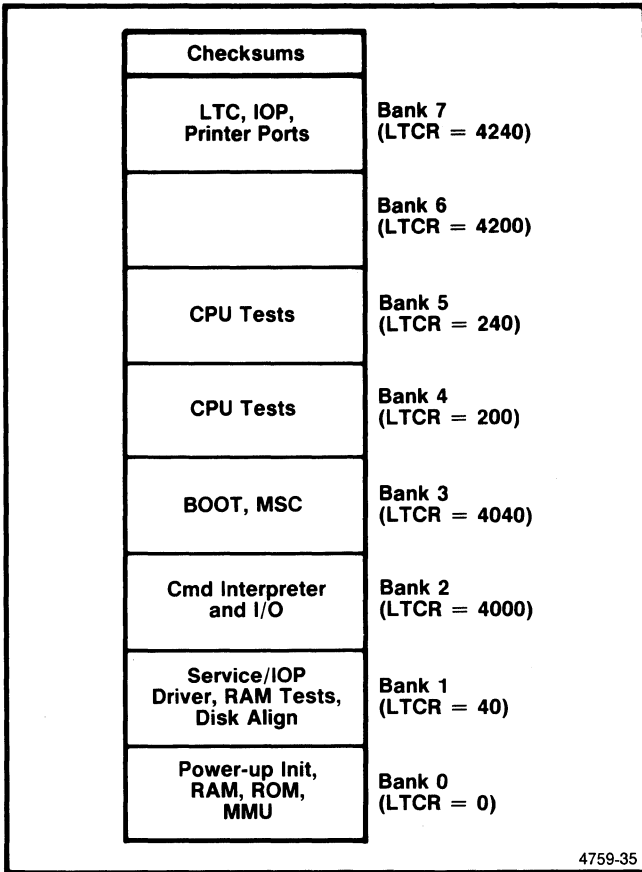 Checksums
LTC, IOP,
Printer Ports
Bank 7
(LTCR = 4240)
Bank 6
(LTCR = 4200)
CPU Tests
Bank 5
(LTCR = 240)
CPU Tests
Bank 4
(LTCR = 200)
BOOT, MSC
Bank 3
(LTCR = 4040)
Cmd Interpreter
and I/O
Bank 2
(LTCR = 4000)
Service/IOP
Driver, RAM Tests,
Disk Align
Bank 1
(LTCR = 40)
Power-up Init,
RAM, ROM,
MMU
Bank 0
(LTCR = 0)
4759-35